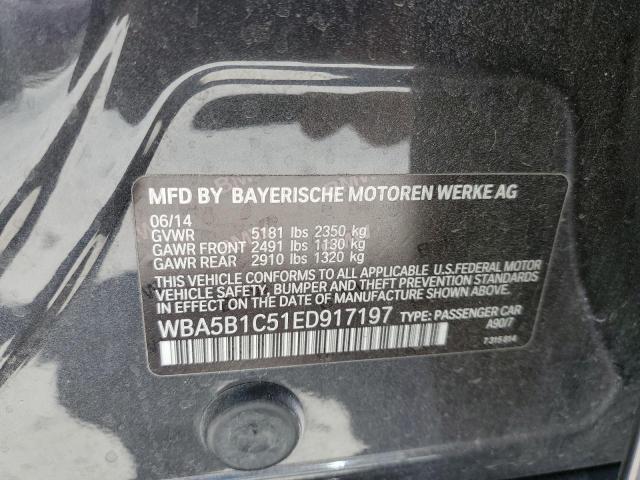 MFD BY BAYERISCHE MOTOREN WERKE AG
06/14
GVWR 5181 lbs 2350 kg
GAWR FRONT 2491 lbs 1130 kg
GAWR REAR 2910 lbs 1320 kg
THIS VEHICLE CONFORMS TO ALL APPLICABLE U.S.FEDERAL MOTOR
VEHICLE SAFETY, BUMPER AND THEFT PREVENTION STANDARDS
IN EFFECT ON THE DATE OF MANUFACTURE SHOWN ABOVE.
WBA5B1C51ED917197 TYPE: PASSENGER CAR
A90/7
7 315 814